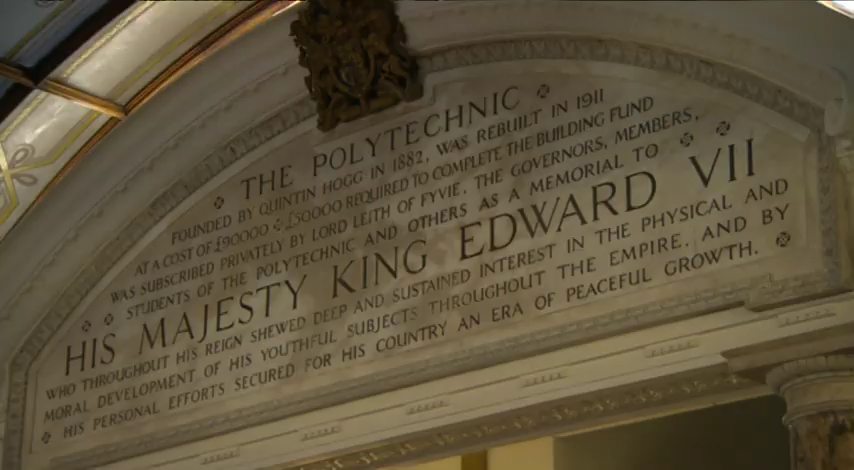 THE POLYTECHNIC
FOUNDED BY QUINTIN HOGG IN 1882, WAS REBUILT IN 1911
AT A COST OF £90000 : £50000 REQUIRED TO COMPLETE THE BUILDING FUND
WAS SUBSCRIBED PRIVATELY BY LORD LEITH OF FYVIE, THE GOVERNORS, MEMBERS,
STUDENTS OF THE POLYTECHNIC AND OTHERS AS A MEMORIAL TO
HIS MAJESTY KING EDWARD VII
WHO THROUGHOUT HIS REIGN SHEWED DEEP AND SUSTAINED INTEREST IN THE PHYSICAL AND
MORAL DEVELOPMENT OF HIS YOUTHFUL SUBJECTS THROUGHOUT THE EMPIRE, AND BY
HIS PERSONAL EFFORTS SECURED FOR HIS COUNTRY AN ERA OF PEACEFUL GROWTH.